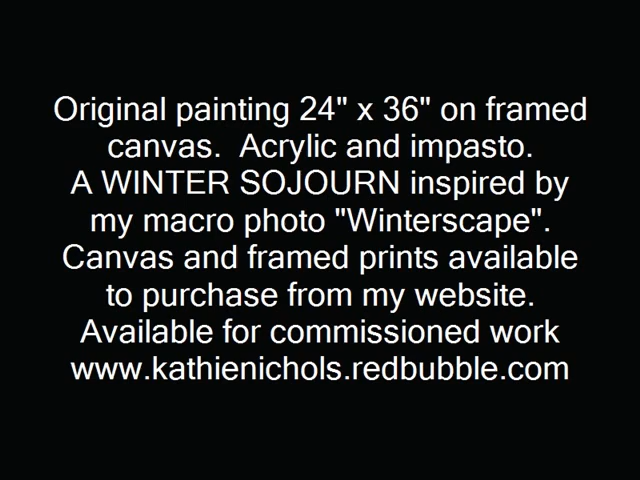 Original painting 24" x 36" on framed
canvas.  Acrylic and impasto.
A WINTER SOJOURN inspired by
my macro photo "Winterscape".
Canvas and framed prints available
to purchase from my website.
Available for commissioned work
www.kathienichols.redbubble.com